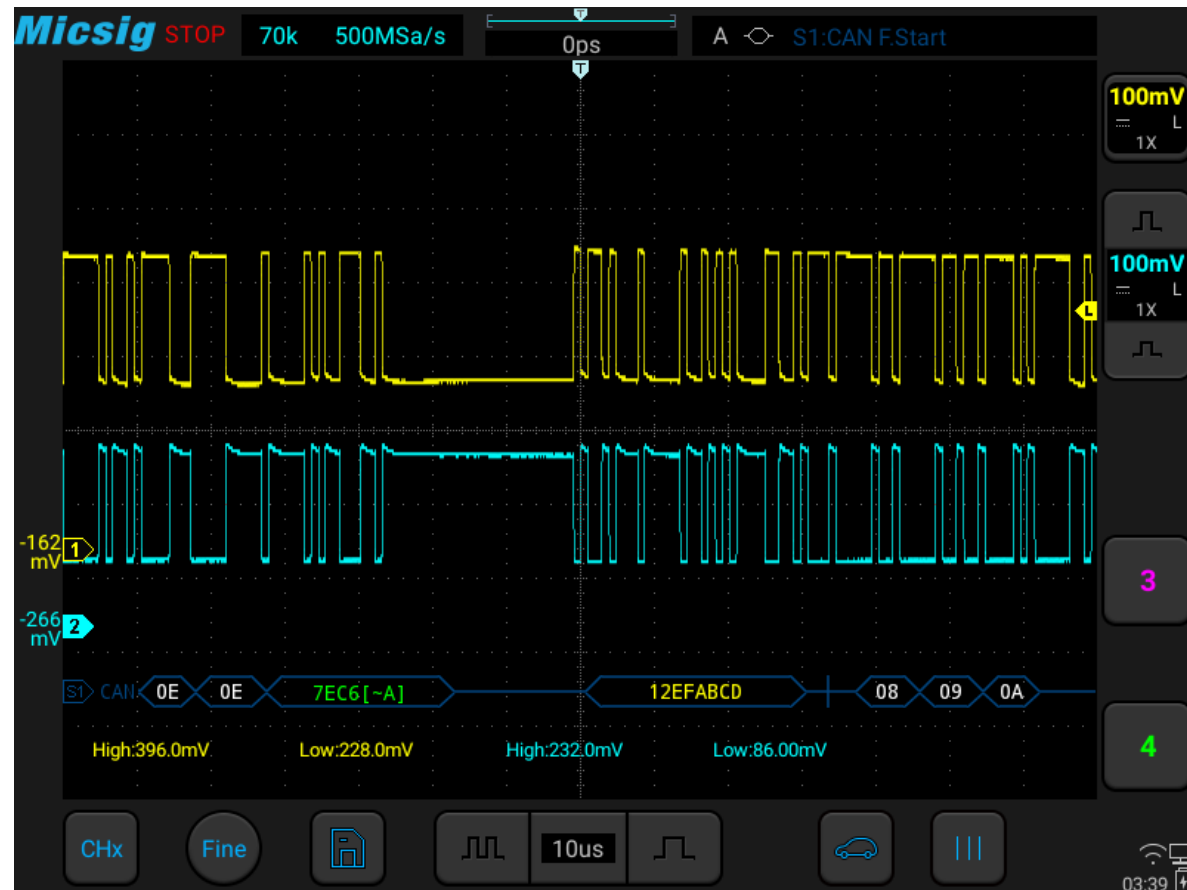 Micsig STOP 70k 500MSa/s T 0ps A S1:CAN F.Start
T
100mV
L
1X
100mV
L
1X
L
-162 mV 1
3
-266 mV 2
S1 CAN 0E 0E 7EC6[~A] 12EFABCD 08 09 0A
High:396.0mV Low:228.0mV High:232.0mV Low:86.00mV
4
CHx Fine 10us
03:39